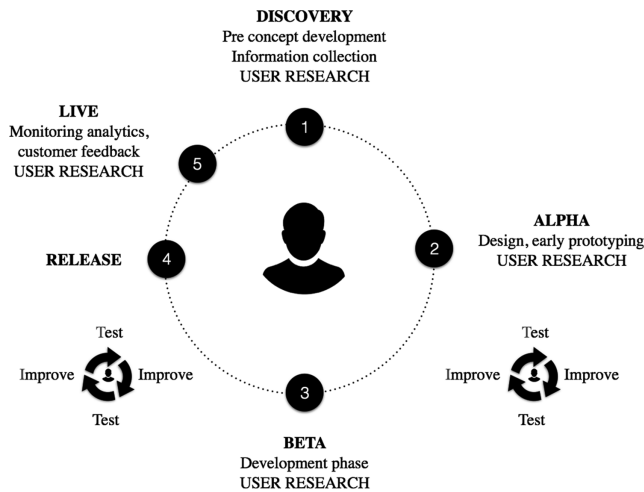 DISCOVERY
Pre concept development
Information collection
USER RESEARCH
1
LIVE
Monitoring analytics,
customer feedback
USER RESEARCH
5
ALPHA
Design, early prototyping
USER RESEARCH
2
RELEASE
4
Test
Improve
Improve
Test
Test
Improve
Improve
Test
3
BETA
Development phase
USER RESEARCH